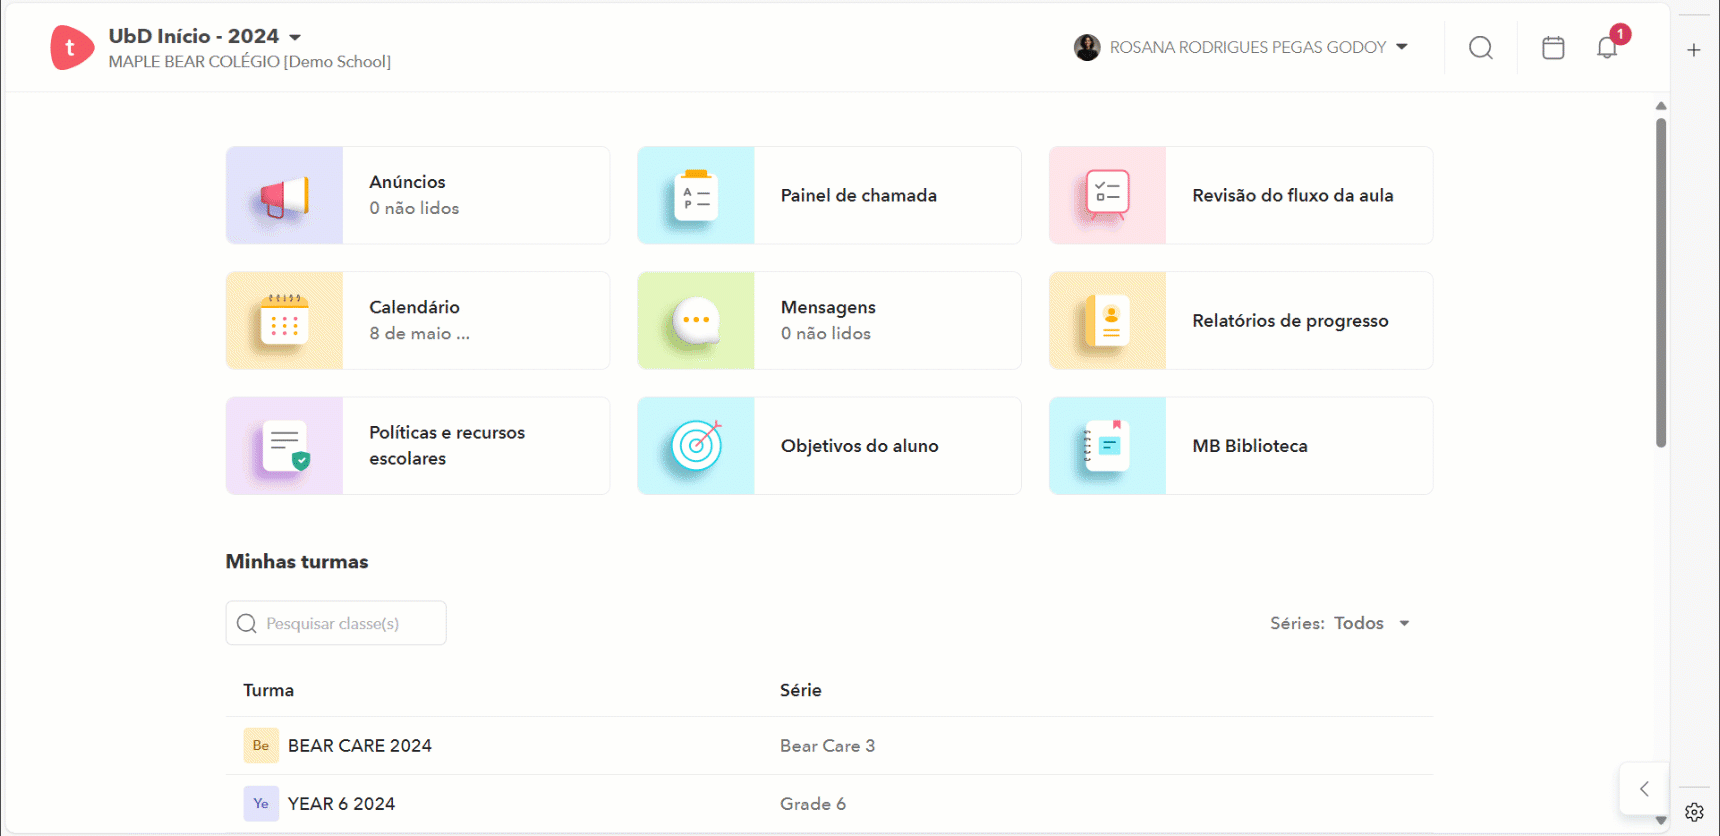 t
UbD Início - 2024
MAPLE BEAR COLÉGIO [Demo School]
ROSANA RODRIGUES PEGAS GODOY
1
Anúncios
0 não lidos
A
P
Painel de chamada
Revisão do fluxo da aula
Calendário
8 de maio ...
Mensagens
0 não lidos
Relatórios de progresso
Políticas e recursos
escolares
Objetivos do aluno
MB Biblioteca
Minhas turmas
Pesquisar classe(s)
Séries: Todos
Turma Série
Be BEAR CARE 2024 Bear Care 3
Ye YEAR 6 2024 Grade 6